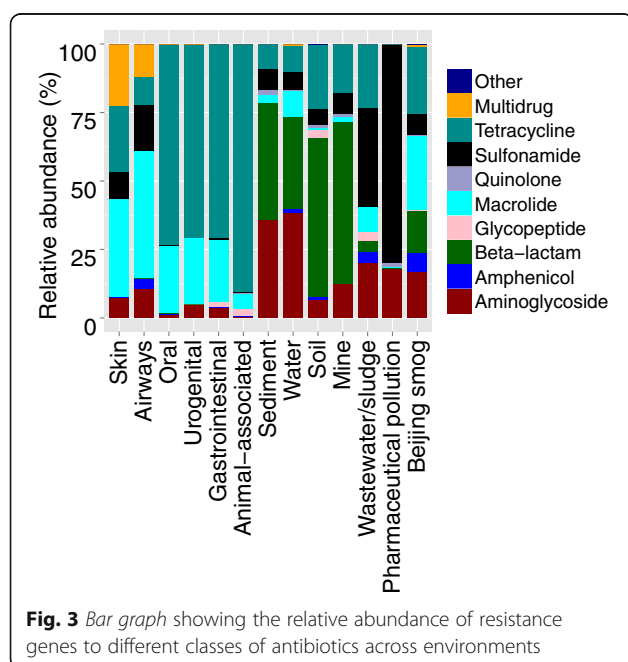 100
75
50
25
0
Relative abundance (%)
Skin
Airways
Oral
Urogenital
Gastrointestinal
Animal−associated
Sediment
Water
Soil
Mine
Wastewater/sludge
Pharmaceutical pollution
Beijing smog
Other
Multidrug
Tetracycline
Sulfonamide
Quinolone
Macrolide
Glycopeptide
Beta−lactam
Amphenicol
Aminoglycoside
Fig. 3 Bar graph showing the relative abundance of resistance
genes to different classes of antibiotics across environments